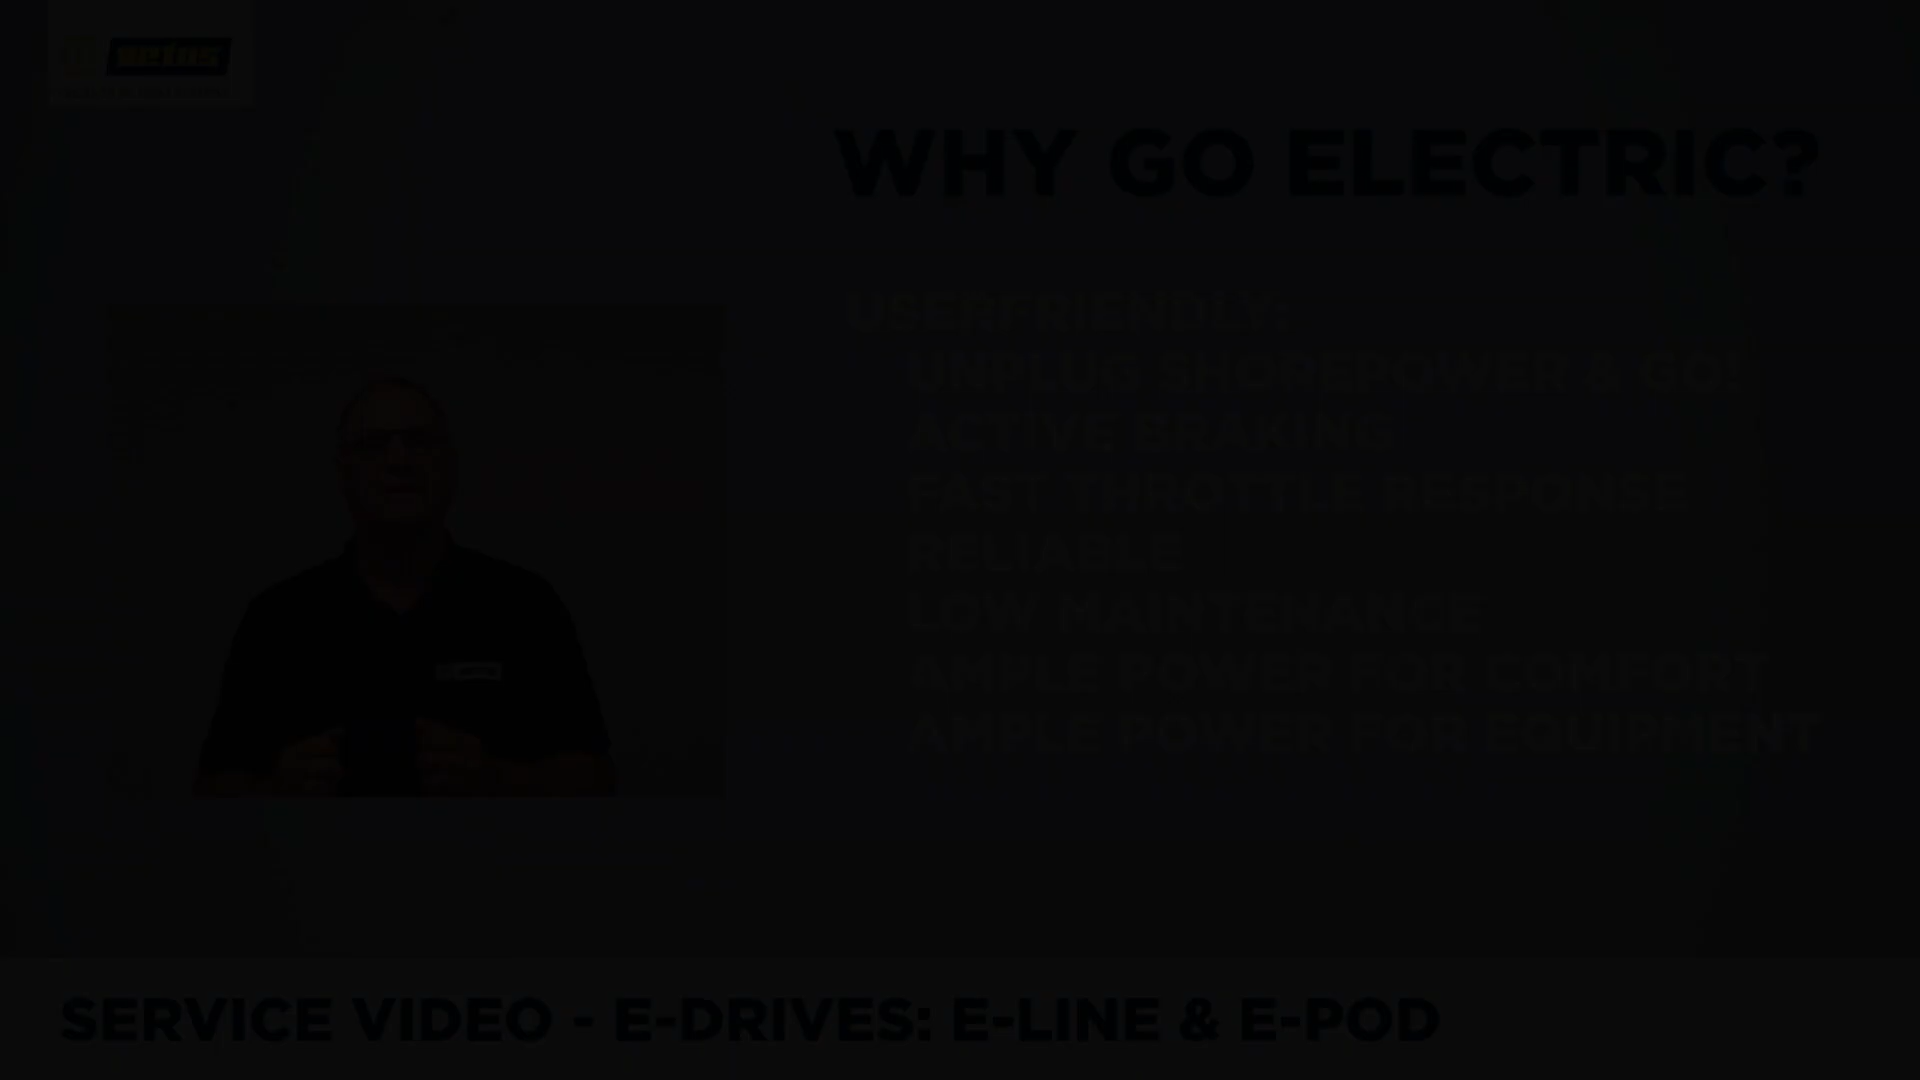 vetus
WHY GO ELECTRIC?
USERFRIENDLY:
UNPLUG SHOREPOWER & GO!
ACTIVE BRAKING
FAST THROTTLE RESPONSE
RELIABLE
LOW MAINTENANCE
AMPLE POWER FOR COMFORT
AMPLE POWER FOR EQUIPMENT
SERVICE VIDEO - E-DRIVES: E-LINE & E-POD